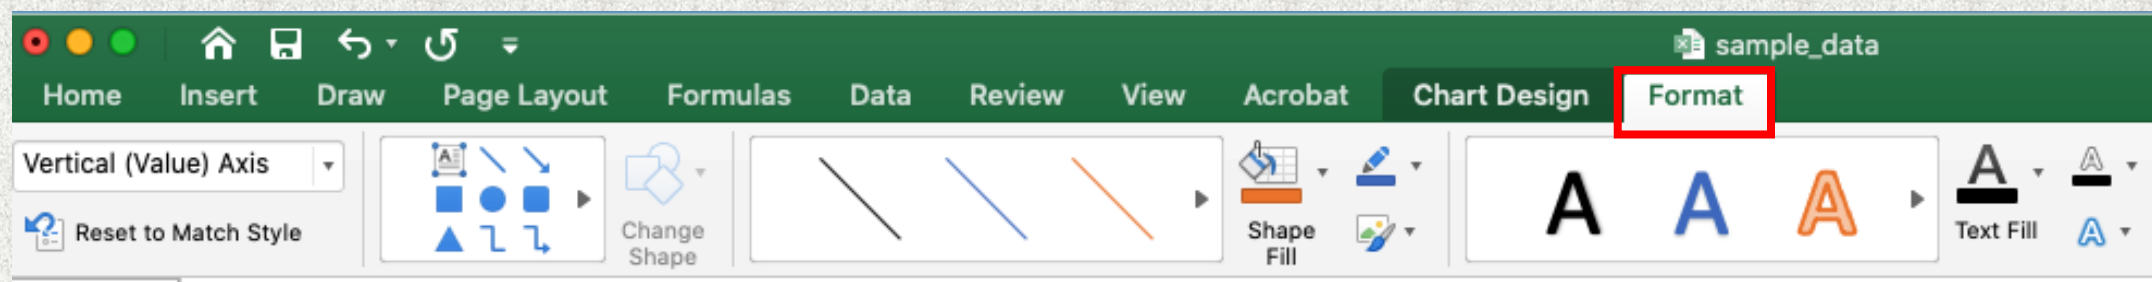 sample_data
Home Insert Draw Page Layout Formulas Data Review View Acrobat Chart Design Format
Vertical (Value) Axis
Reset to Match Style
Change
Shape
A A A
Shape
Fill
A A A
Text Fill
A
A